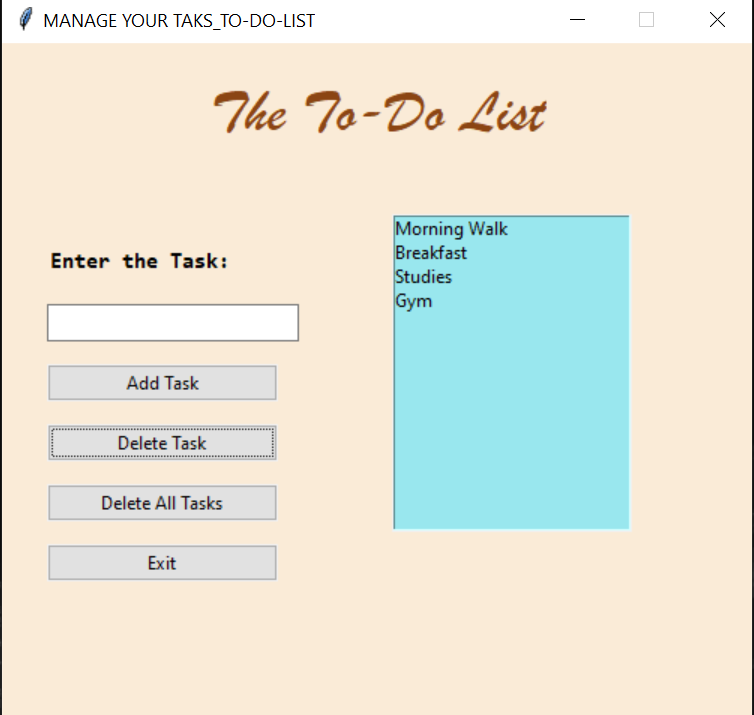 MANAGE YOUR TAKS_TO-DO-LIST
The To-Do List
Enter the Task:
Add Task
Delete Task
Delete All Tasks
Exit
Morning Walk
Breakfast
Studies
Gym